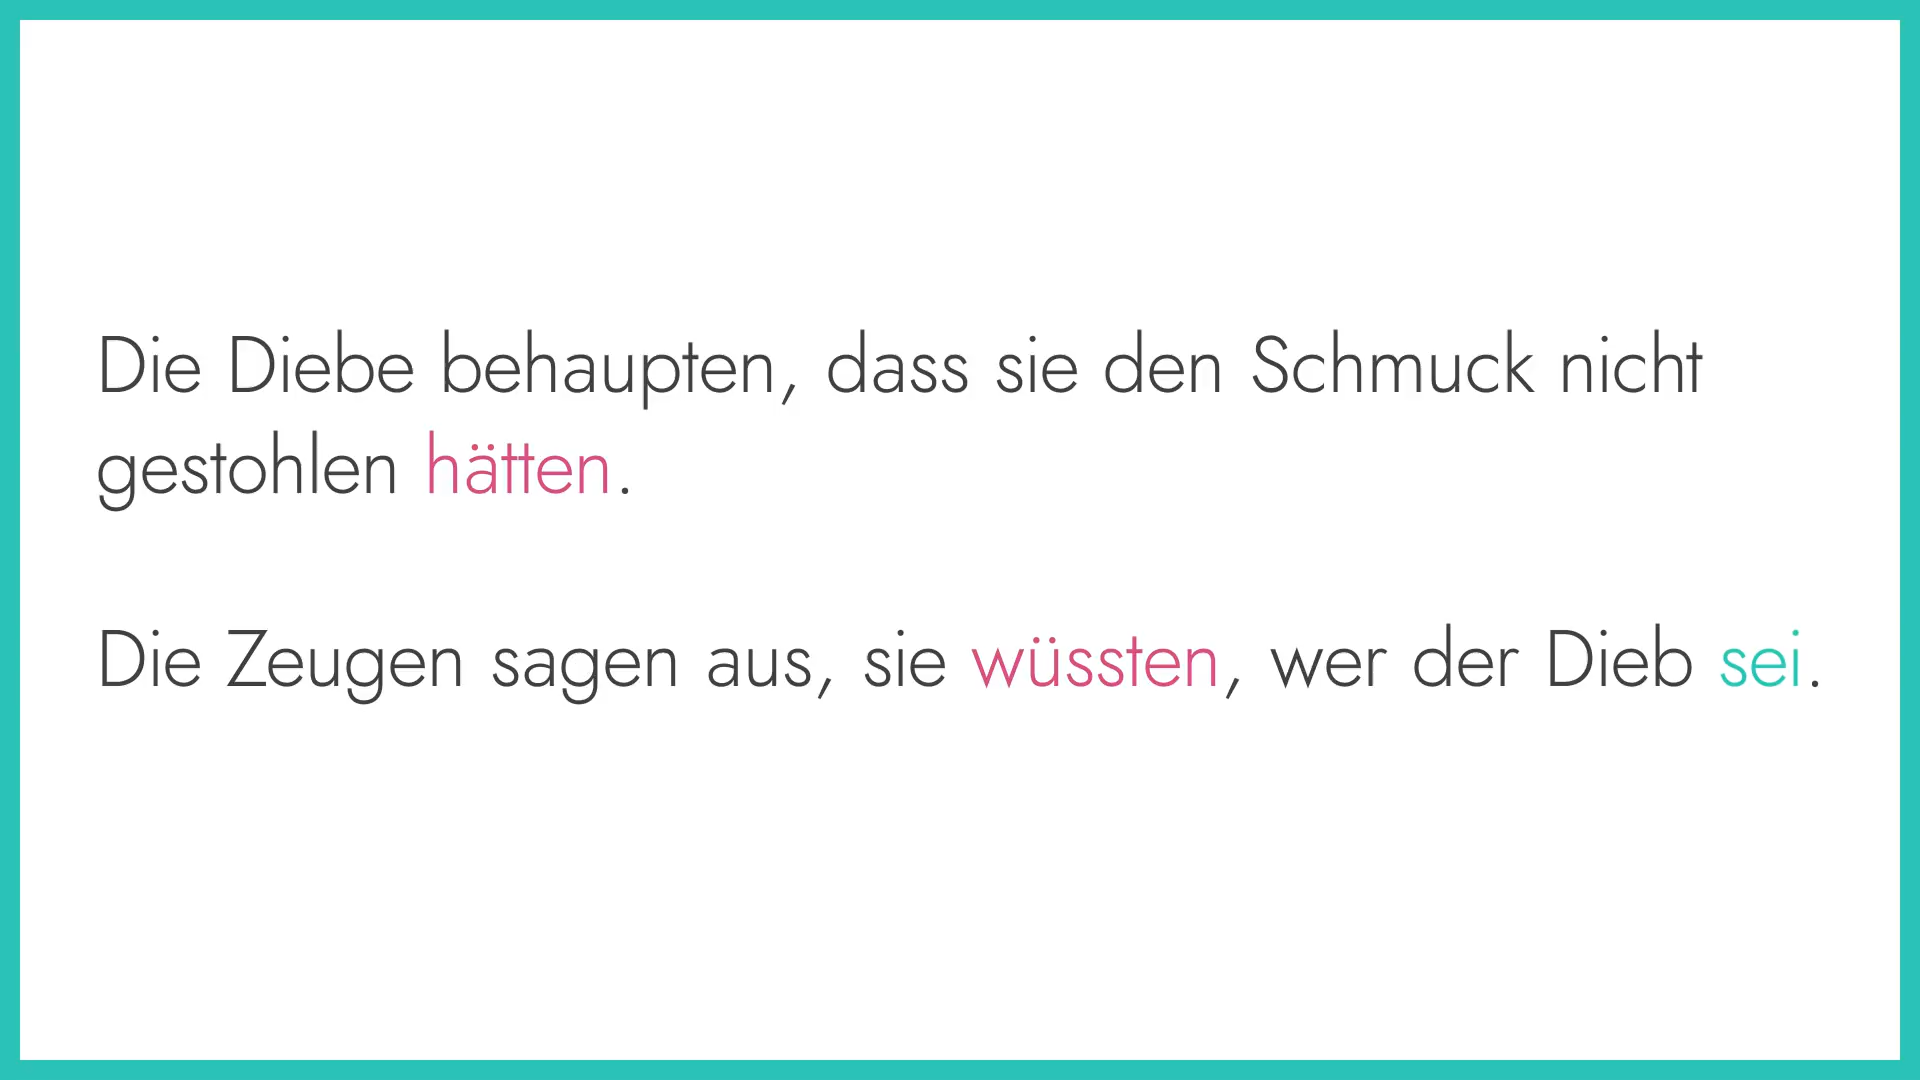 Die Diebe behaupten, dass sie den Schmuck nicht
gestohlen hätten.
Die Zeugen sagen aus, sie wüssten, wer der Dieb sei.